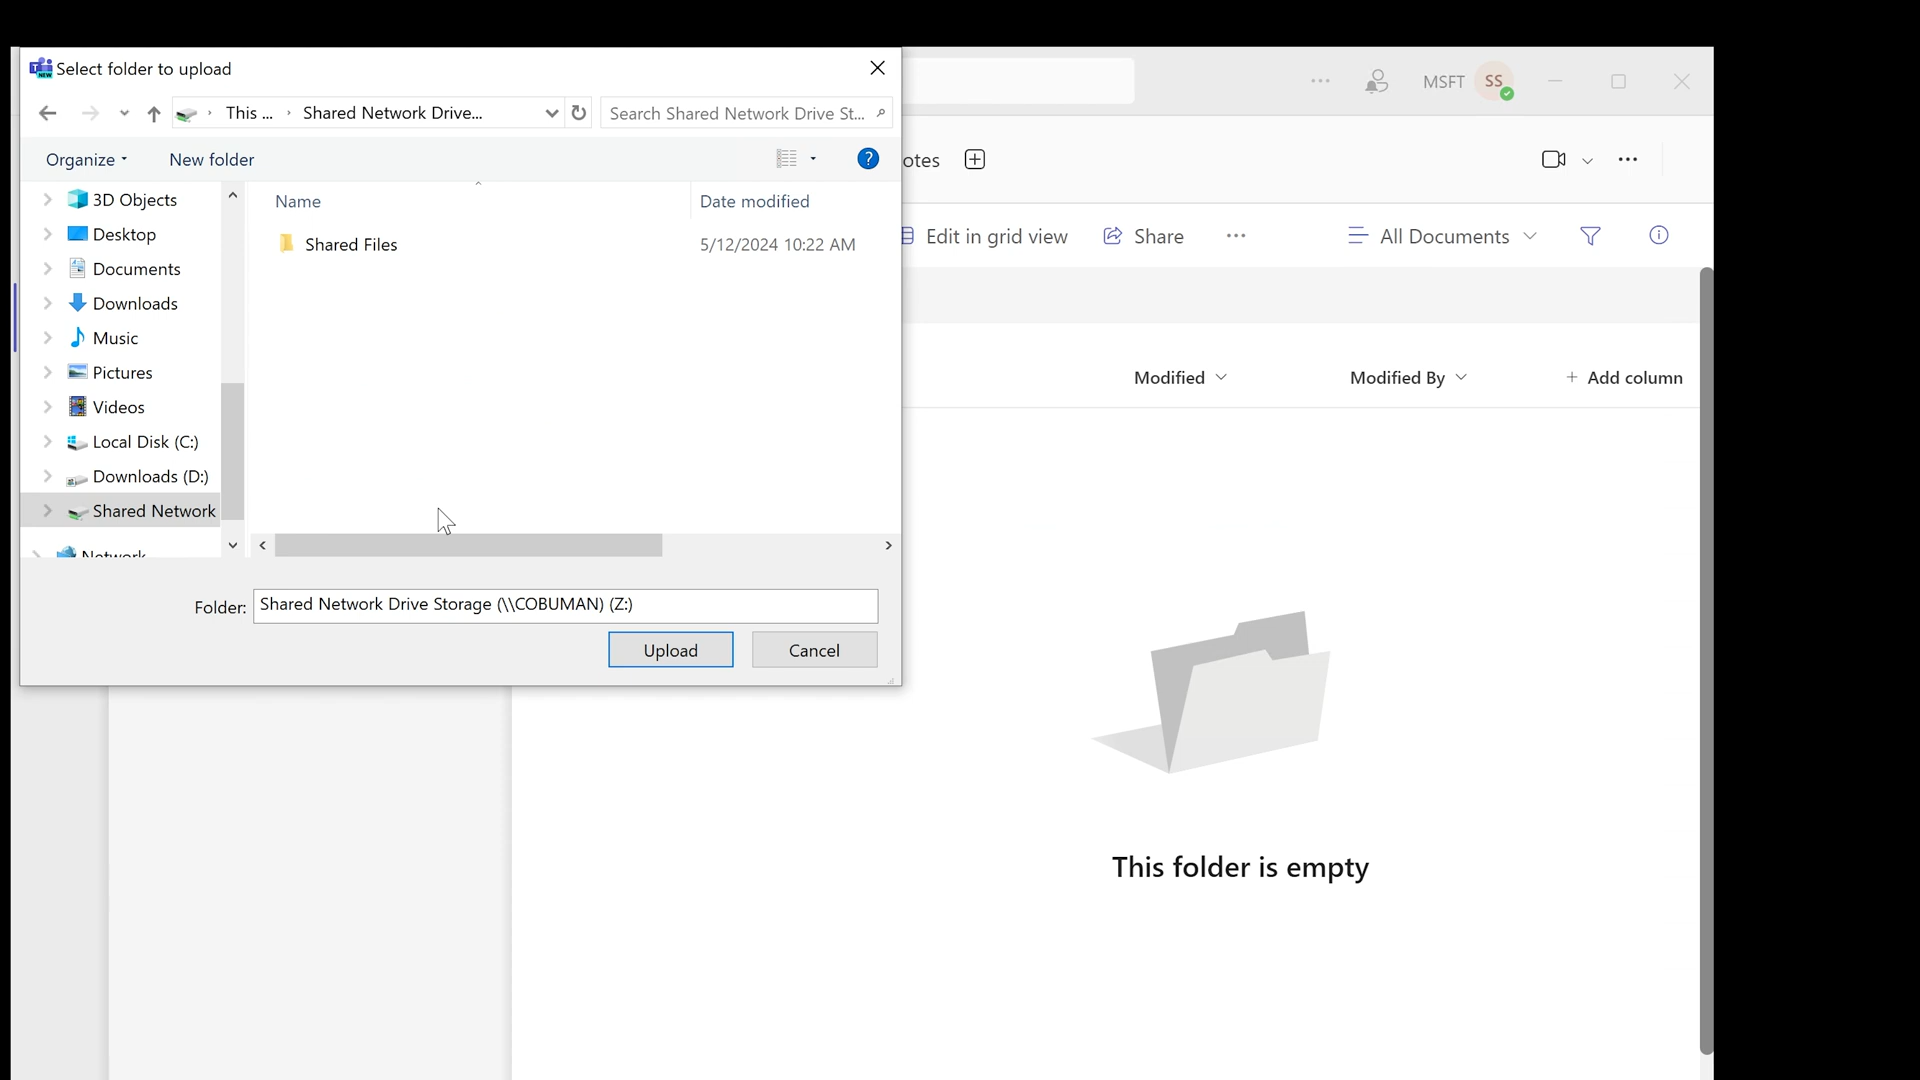 Select folder to upload
This ... Shared Network Drive...
Search Shared Network Drive St...
Organize
New folder
?
3D Objects
Desktop
Documents
Downloads
Music
Pictures
Videos
Local Disk (C:)
Downloads (D:)
Shared Network
Network
Name
Date modified
Shared Files
5/12/2024 10:22 AM
Folder:
Shared Network Drive Storage (\\COBUMAN) (Z:)
Upload
Cancel
MSFT
SS
otes
Edit in grid view
Share
All Documents
Modified
Modified By
+ Add column
This folder is empty